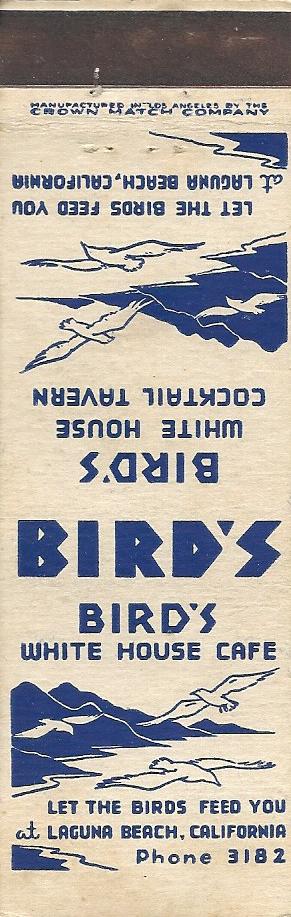 MANUFACTURED IN LOS ANGELES BY THE
CROWN MATCH COMPANY
BIRD'S
WHITE HOUSE
COCKTAIL TAVERN
LET THE BIRDS FEED YOU
at LAGUNA BEACH, CALIFORNIA
BIRD'S
BIRD'S
WHITE HOUSE CAFE
LET THE BIRDS FEED YOU
at LAGUNA BEACH, CALIFORNIA
Phone 3182